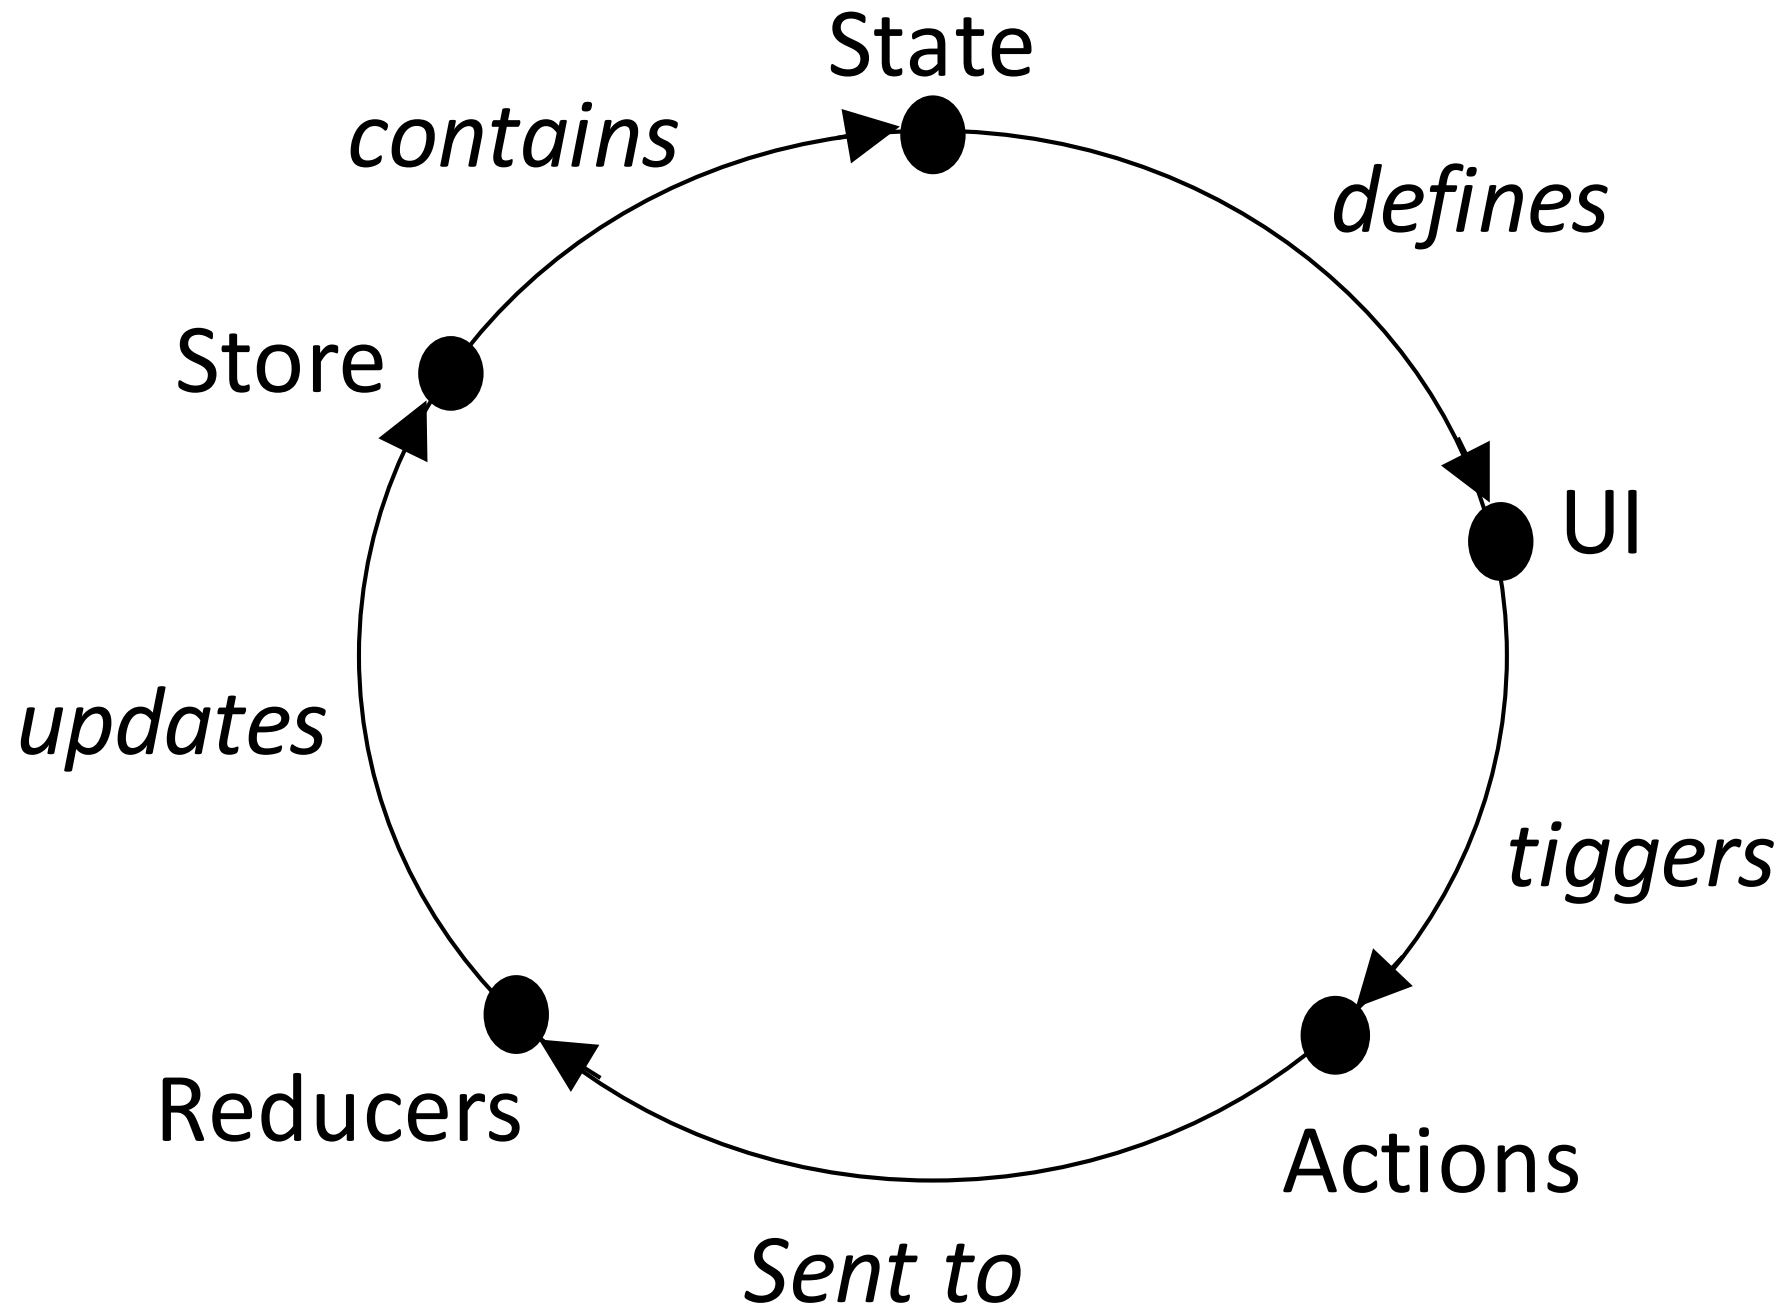 State
contains
defines
Store
UI
updates
tiggers
Reducers
Actions
Sent to